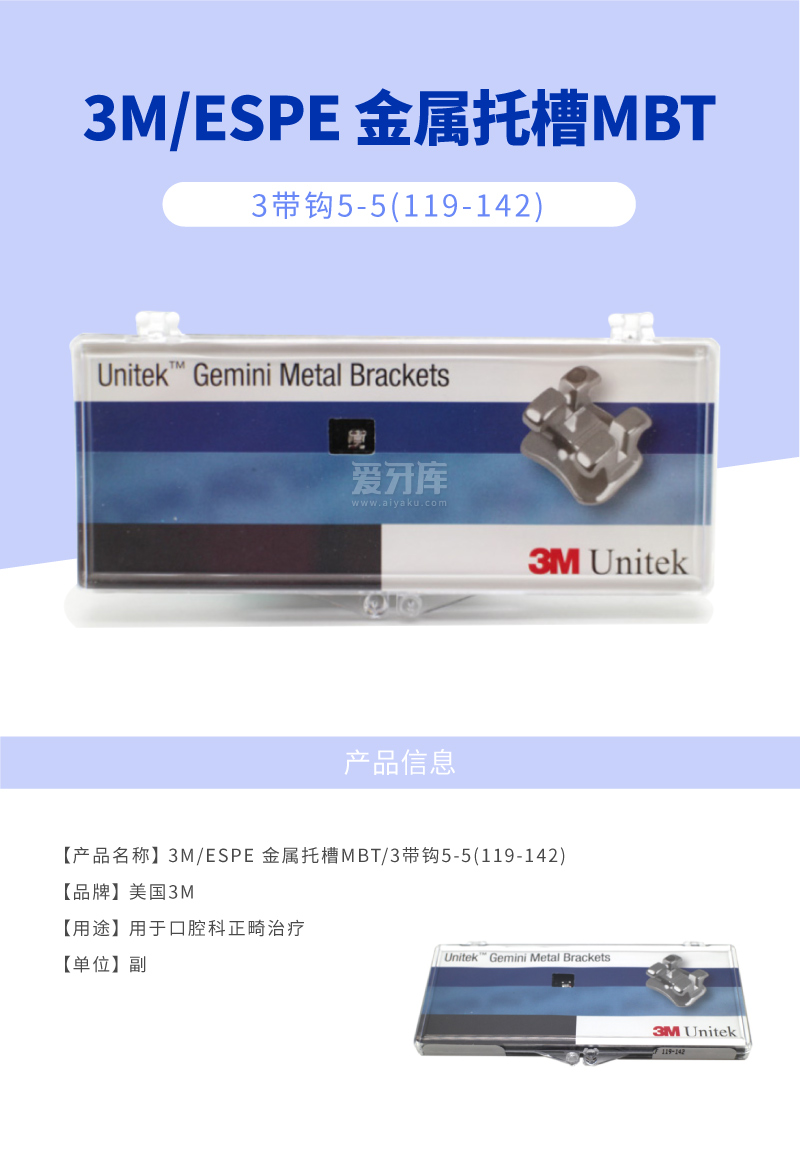 3M/ESPE 金属托槽MBT
3带钩5-5(119-142)
Unitek™ Gemini Metal Brackets
爱牙库
www.aiyaku.com
3M Unitek
产品信息
【产品名称】3M/ESPE 金属托槽MBT/3带钩5-5(119-142)
【品牌】美国3M
【用途】用于口腔科正畸治疗
【单位】副
Unitek™ Gemini Metal Brackets
3M Unitek
119-142